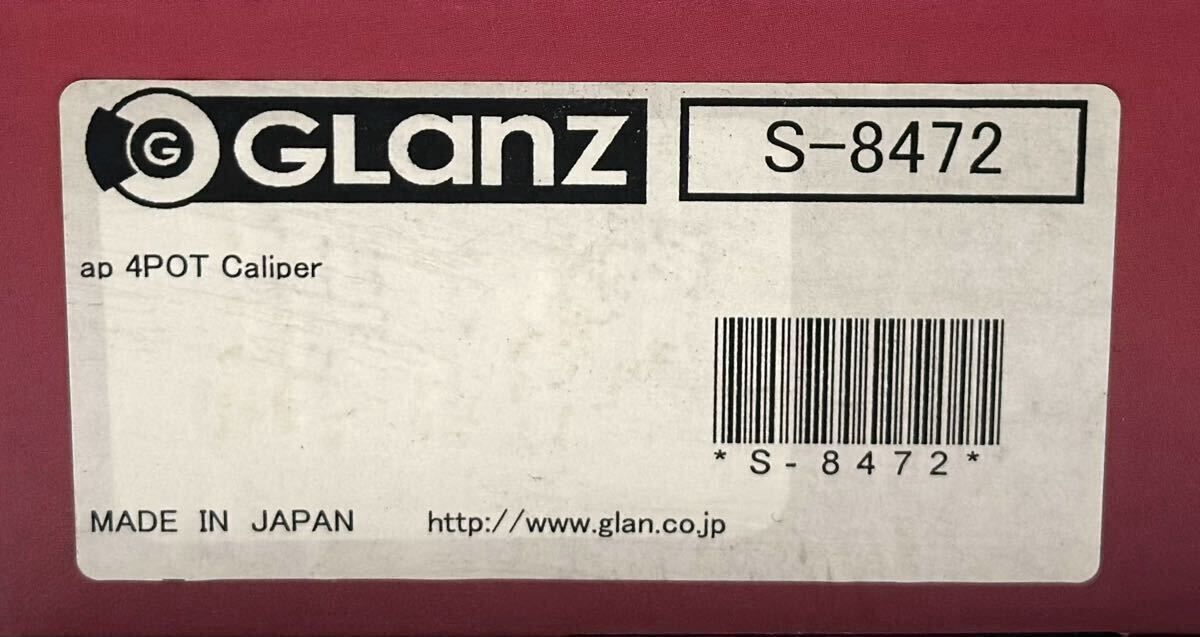 G GLanz
S-8472
ap 4POT Caliper
*S-8472*
MADE IN JAPAN http://www.glan.co.jp